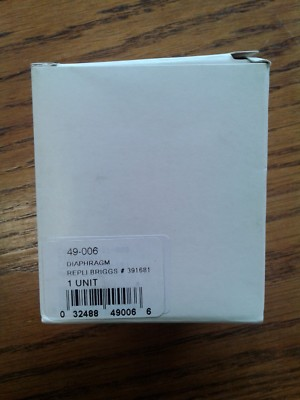 49-006
DIAPHRAGM
REPL BRIGGS # 391681
1 UNIT
0 32488 49006 6